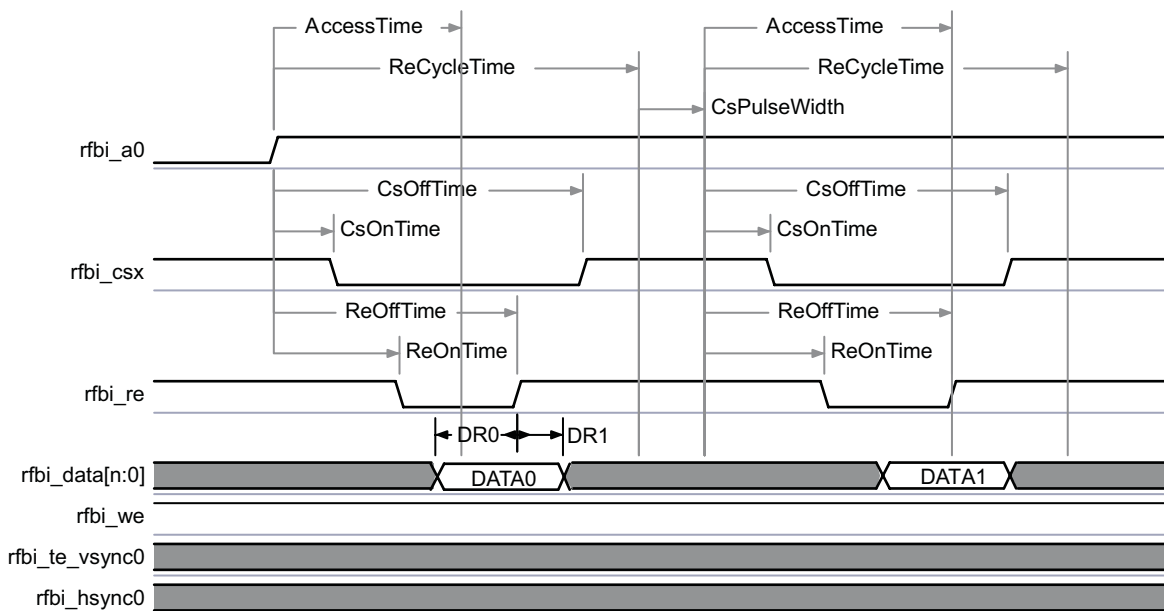 AccessTime AccessTime
ReCycleTime ReCycleTime
CsPulseWidth
rfbi_a0
CsOffTime CsOffTime
CsOnTime CsOnTime
rfbi_csx
ReOffTime ReOffTime
ReOnTime ReOnTime
rfbi_re
DR0 DR1
rfbi_data[n:0] DATA0 DATA1
rfbi_we
rfbi_te_vsync0
rfbi_hsync0